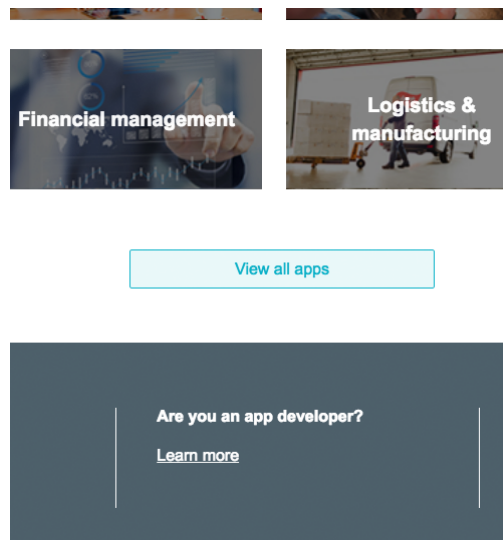 Financial management
Logistics &
manufacturing
View all apps
Are you an app developer?
Learn more